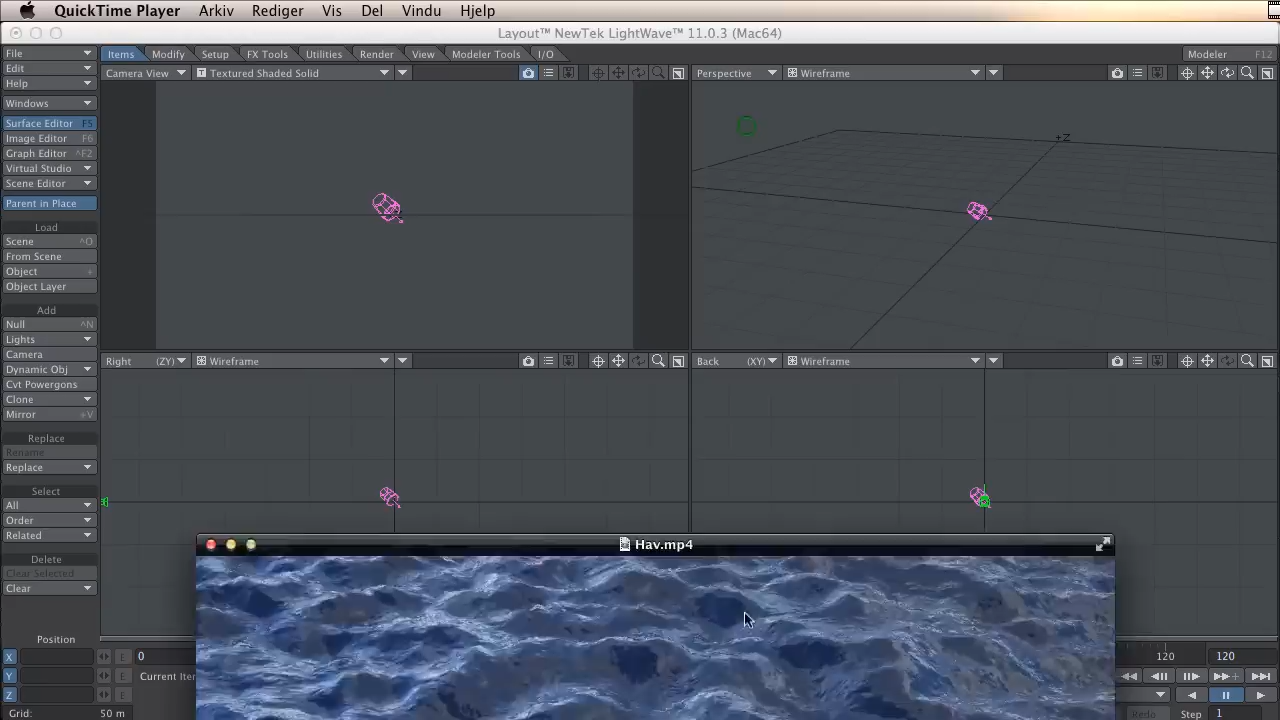 QuickTime Player Arkiv Rediger Vis Del Vindu Hjelp
Layout™ NewTek LightWave™ 11.0.3 (Mac64)
File
Edit
Help
Windows
Surface Editor F5
Image Editor F6
Graph Editor ^F2
Virtual Studio
Scene Editor
Parent in Place
Load
Scene ^O
From Scene
Object +
Object Layer
Add
Null ^N
Lights
Camera
Dynamic Obj
Cvt Powergons
Clone
Mirror +V
Replace
Rename
Replace
Select
All
Order
Related
Delete
Clear Selected
Clear
Position
X E
Y E
Z E
Grid: 50 m
Items Modify Setup FX Tools Utilities Render View Modeler Tools I/O Modeler F12
Camera View Textured Shaded Solid
Perspective Wireframe
+Z
Right (ZY) Wireframe
Back (XY) Wireframe
Hav.mp4
0
Current Iter
120 120
Redo Step 1